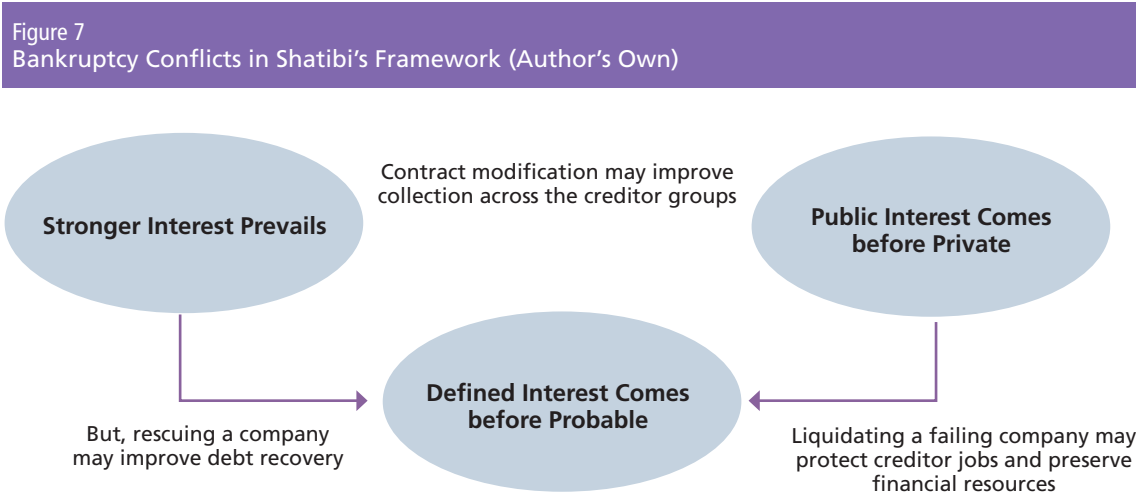 Figure 7
Bankruptcy Conflicts in Shatibi's Framework (Author's Own)
Contract modification may improve
collection across the creditor groups
Stronger Interest Prevails
Public Interest Comes
before Private
Defined Interest Comes
before Probable
But, rescuing a company
may improve debt recovery
Liquidating a failing company may
protect creditor jobs and preserve
financial resources